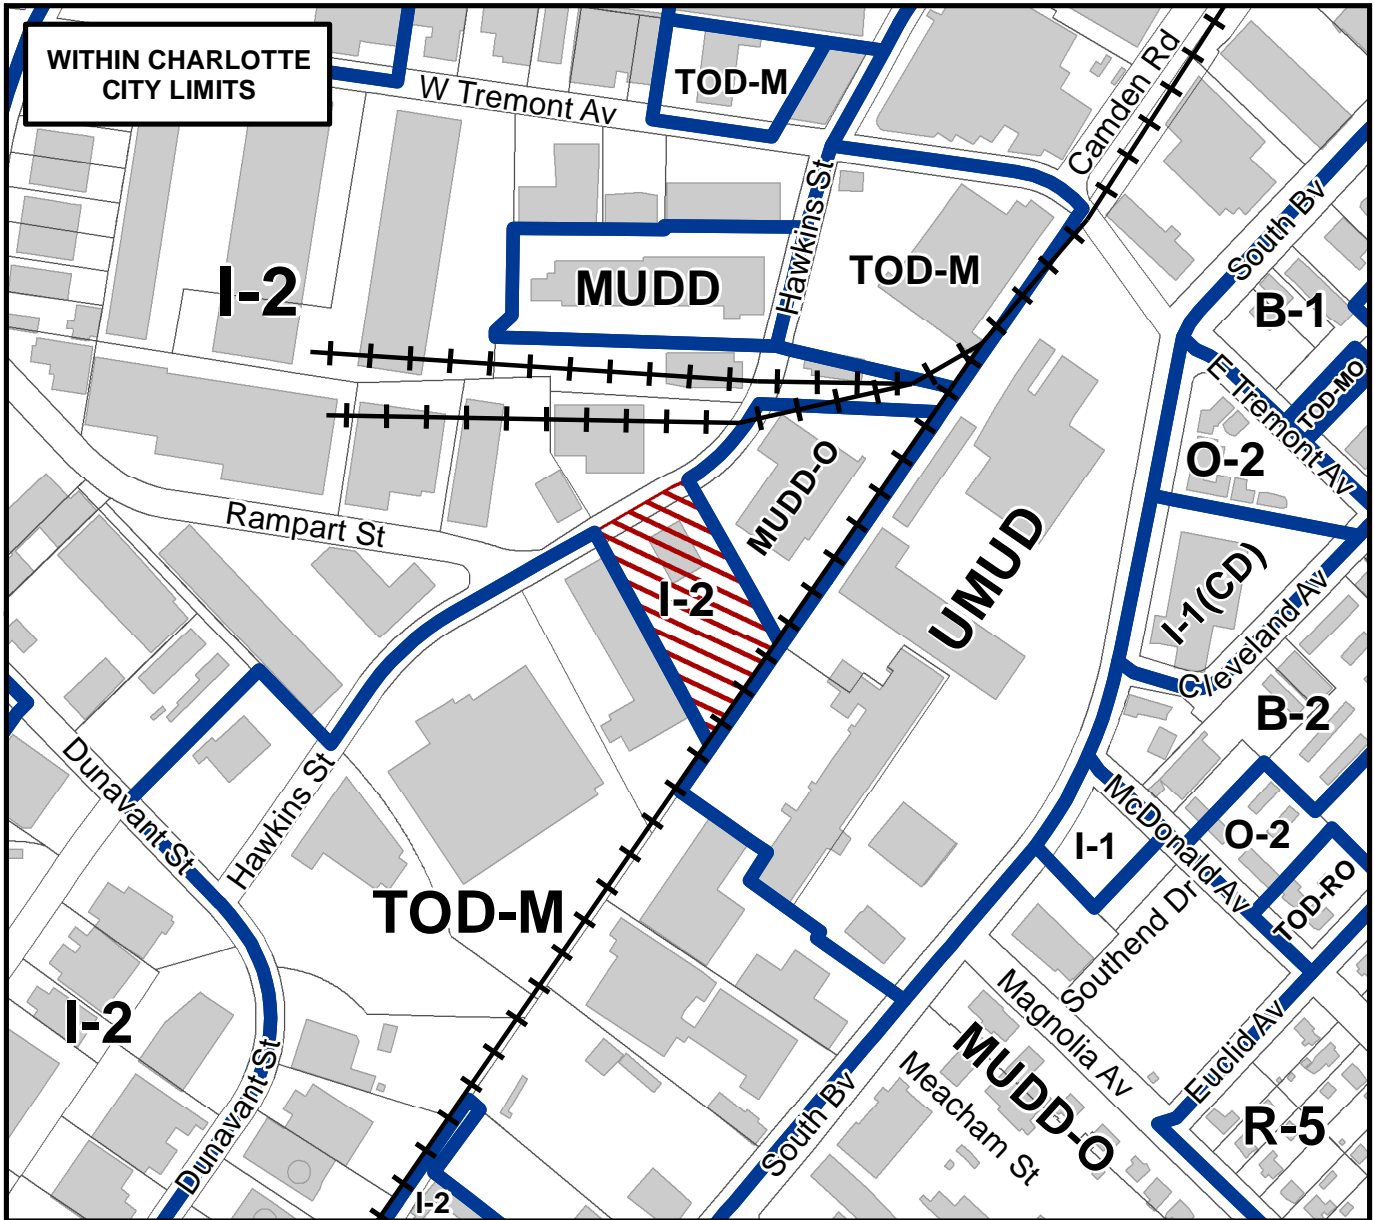 WITHIN CHARLOTTE
CITY LIMITS
W Tremont Av
TOD-M
Camden Rd
Hawkins St
South Bv
I-2
MUDD
TOD-M
B-1
E Tremont Av
TOD-MO
O-2
MUDD-O
Rampart St
UMUD
I-2
I-1(CD)
Cleveland Av
B-2
Dunavant St
Hawkins St
McDonald Av
O-2
I-1
TOD-RO
TOD-M
Southend Dr
Magnolia Av
I-2
Euclid Av
MUDD-O
Meacham St
Dunavant St
South Bv
R-5
I-2